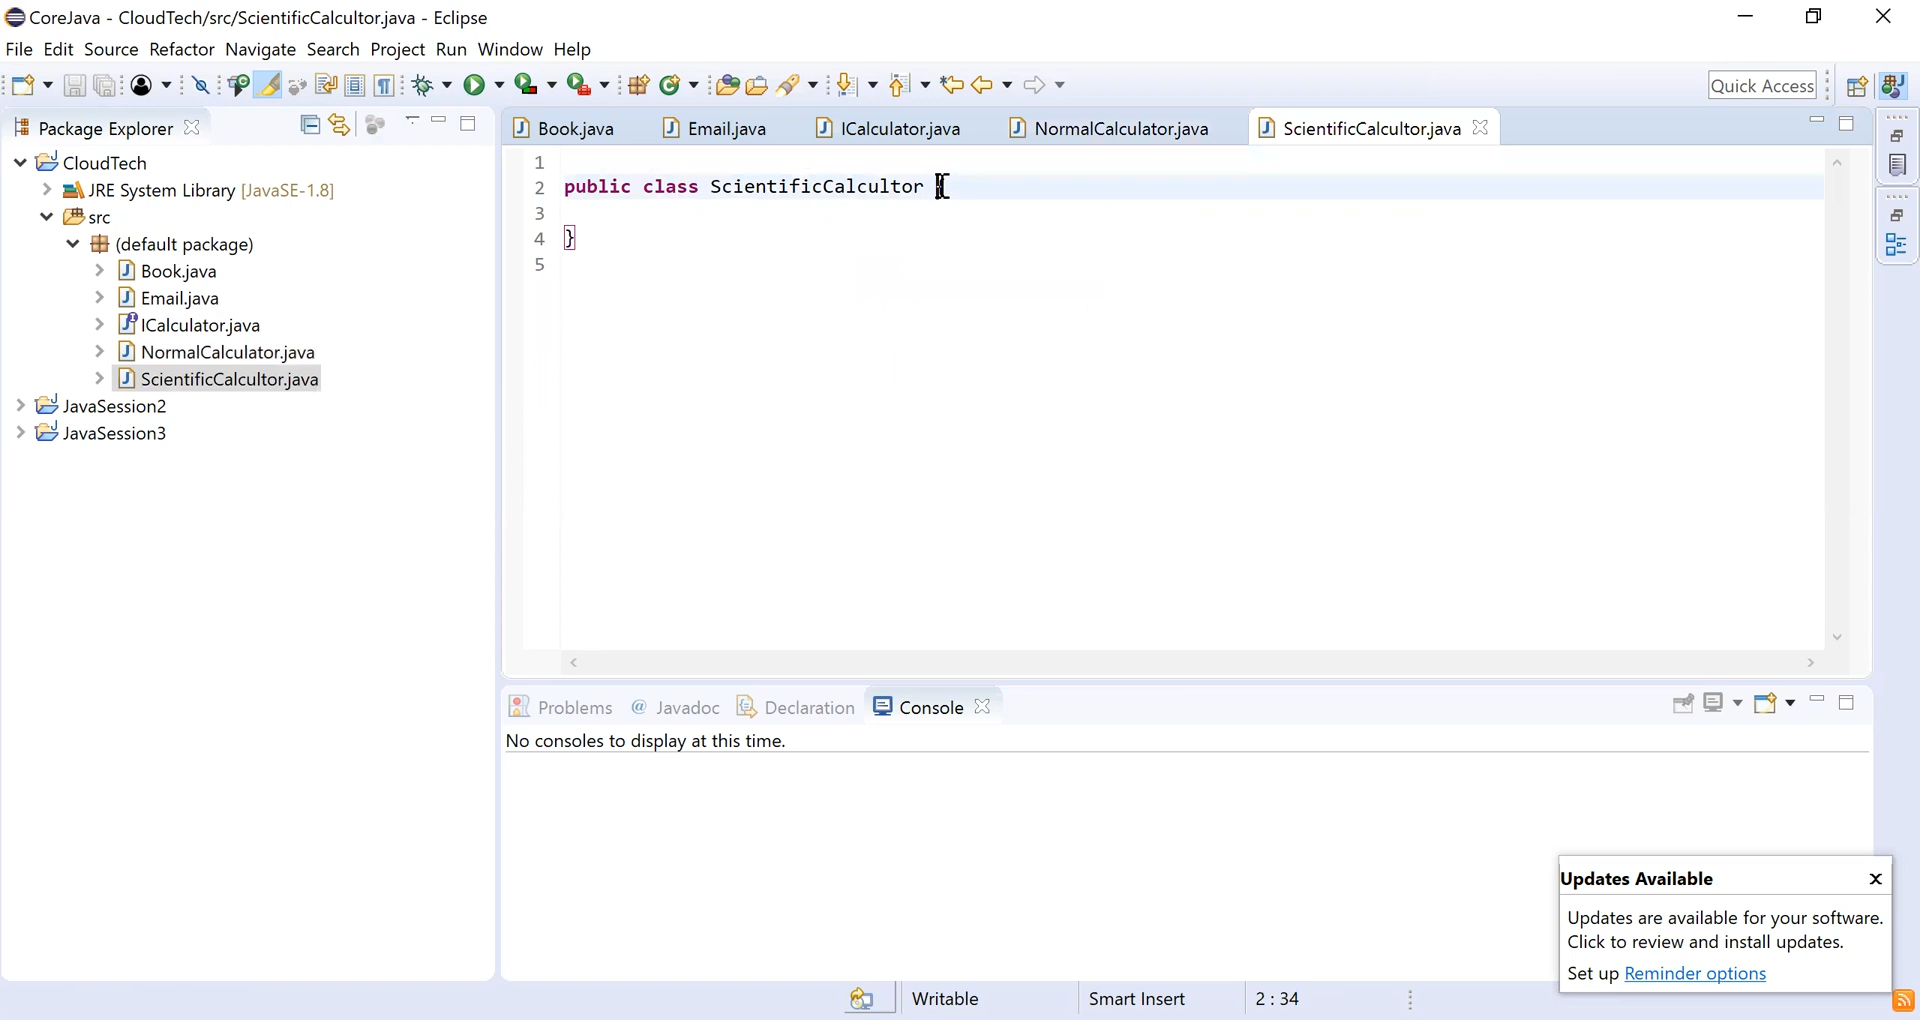 CoreJava - CloudTech/src/ScientificCalcultor.java - Eclipse
File Edit Source Refactor Navigate Search Project Run Window Help
Quick Access
Package Explorer
CloudTech
JRE System Library [JavaSE-1.8]
src
(default package)
Book.java
Email.java
ICalculator.java
NormalCalculator.java
ScientificCalcultor.java
JavaSession2
JavaSession3
Book.java Email.java ICalculator.java NormalCalculator.java ScientificCalcultor.java
1
2 public class ScientificCalcultor {
3
4 }
5
Problems @ Javadoc Declaration Console
No consoles to display at this time.
Updates Available
Updates are available for your software.
Click to review and install updates.
Set up Reminder options
Writable Smart Insert 2 : 34